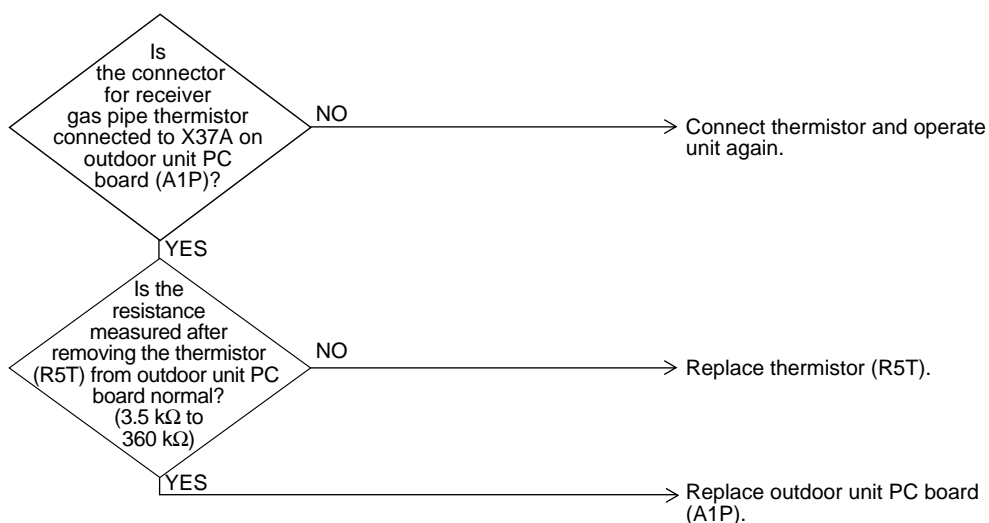 Is
the connector
for receiver
gas pipe thermistor
connected to X37A on
outdoor unit PC
board (A1P)?
NO
Connect thermistor and operate
unit again.
YES
Is the
resistance
measured after
removing the thermistor
(R5T) from outdoor unit PC
board normal?
(3.5 kΩ to
360 kΩ)
NO
Replace thermistor (R5T).
YES
Replace outdoor unit PC board
(A1P).